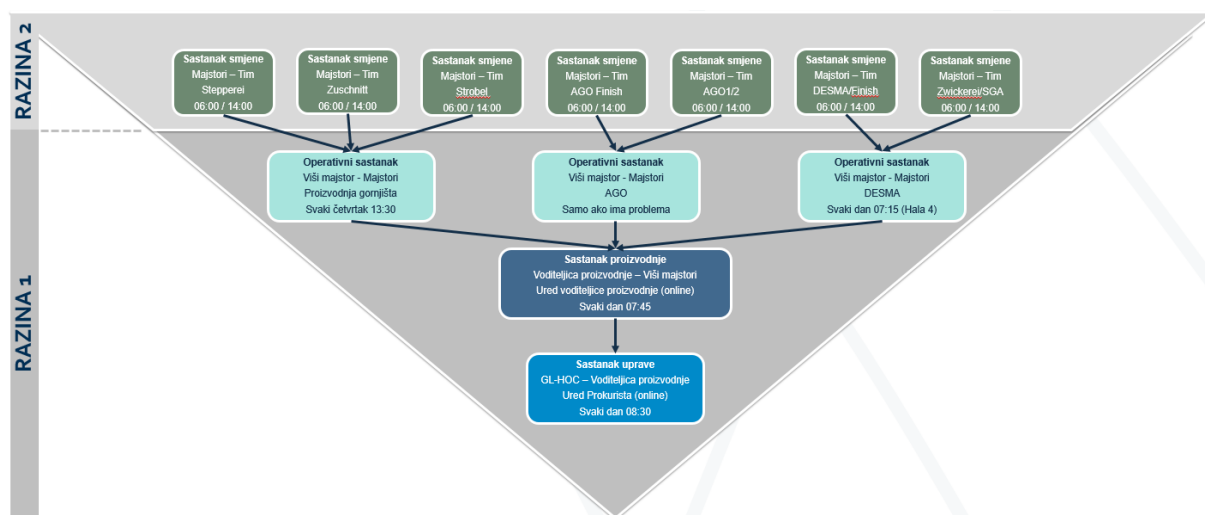 RAZINA 2
Sastanak smjene
Majstori – Tim
Stepperei
06:00 / 14:00
Sastanak smjene
Majstori – Tim
Zuschnitt
06:00 / 14:00
Sastanak smjene
Majstori – Tim
Strobel
06:00 / 14:00
Sastanak smjene
Majstori – Tim
AGO Finish
06:00 / 14:00
Sastanak smjene
Majstori – Tim
AGO1/2
06:00 / 14:00
Sastanak smjene
Majstori – Tim
DESMA/Finish
06:00 / 14:00
Sastanak smjene
Majstori – Tim
Zwickerei/SGA
06:00 / 14:00
RAZINA 1
Operativni sastanak
Viši majstor - Majstori
Proizvodnja gornjišta
Svaki četvrtak 13:30
Operativni sastanak
Viši majstor - Majstori
AGO
Samo ako ima problema
Operativni sastanak
Viši majstor - Majstori
DESMA
Svaki dan 07:15 (Hala 4)
Sastanak proizvodnje
Voditeljica proizvodnje – Viši majstori
Ured voditeljice proizvodnje (online)
Svaki dan 07:45
Sastanak uprave
GL-HOC – Voditeljica proizvodnje
Ured Prokurista (online)
Svaki dan 08:30